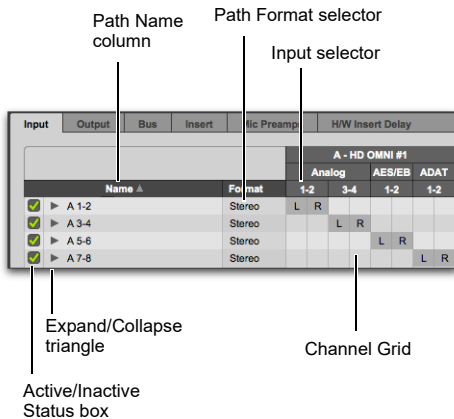 Path Name
column
Path Format selector
Input selector
Input Output Bus Insert Mic Preamps H/W Insert Delay
A - HD OMNI #1
Analog AES/EB ADAT
Name Format 1-2 3-4 1-2 1-2
A 1-2 Stereo L R
A 3-4 Stereo L R
A 5-6 Stereo L R
A 7-8 Stereo L R
Expand/Collapse
triangle
Channel Grid
Active/Inactive
Status box